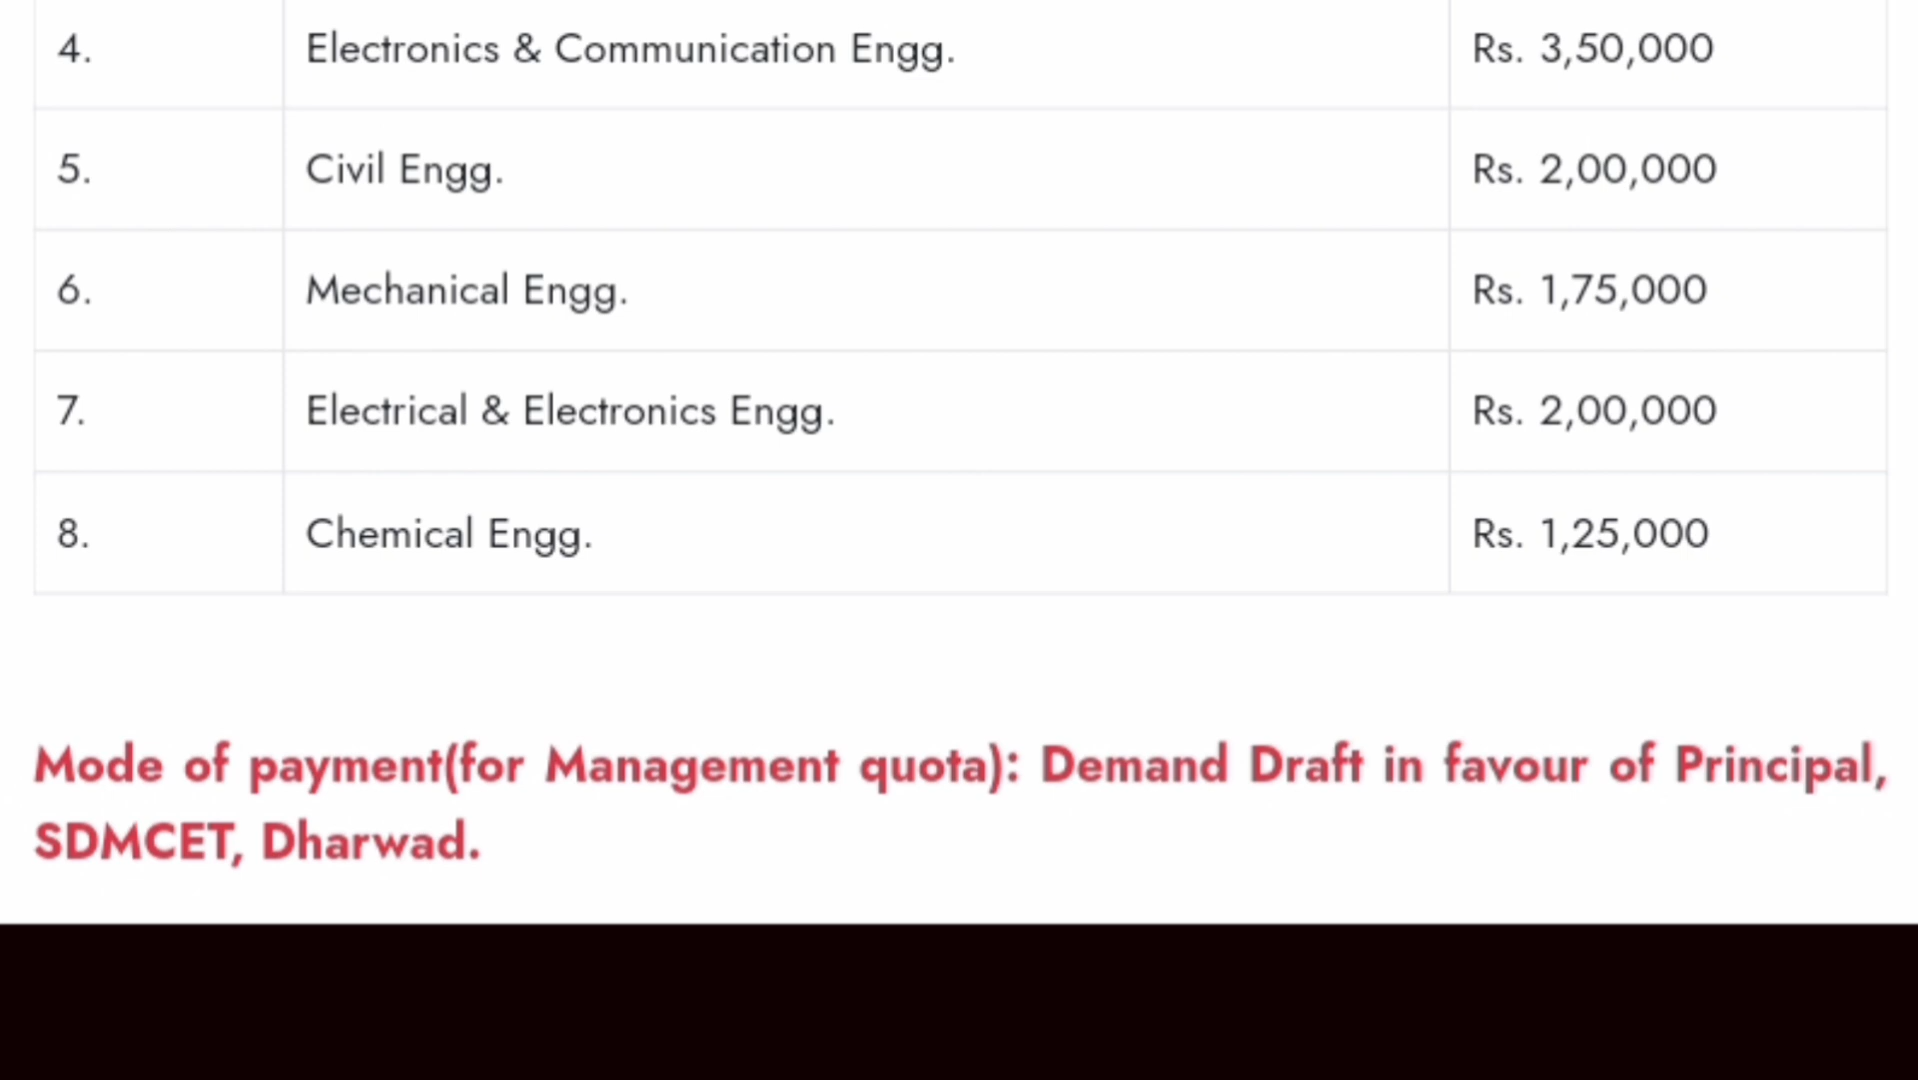 4. Electronics & Communication Engg. Rs. 3,50,000
5. Civil Engg. Rs. 2,00,000
6. Mechanical Engg. Rs. 1,75,000
7. Electrical & Electronics Engg. Rs. 2,00,000
8. Chemical Engg. Rs. 1,25,000
Mode of payment(for Management quota): Demand Draft in favour of Principal,
SDMCET, Dharwad.